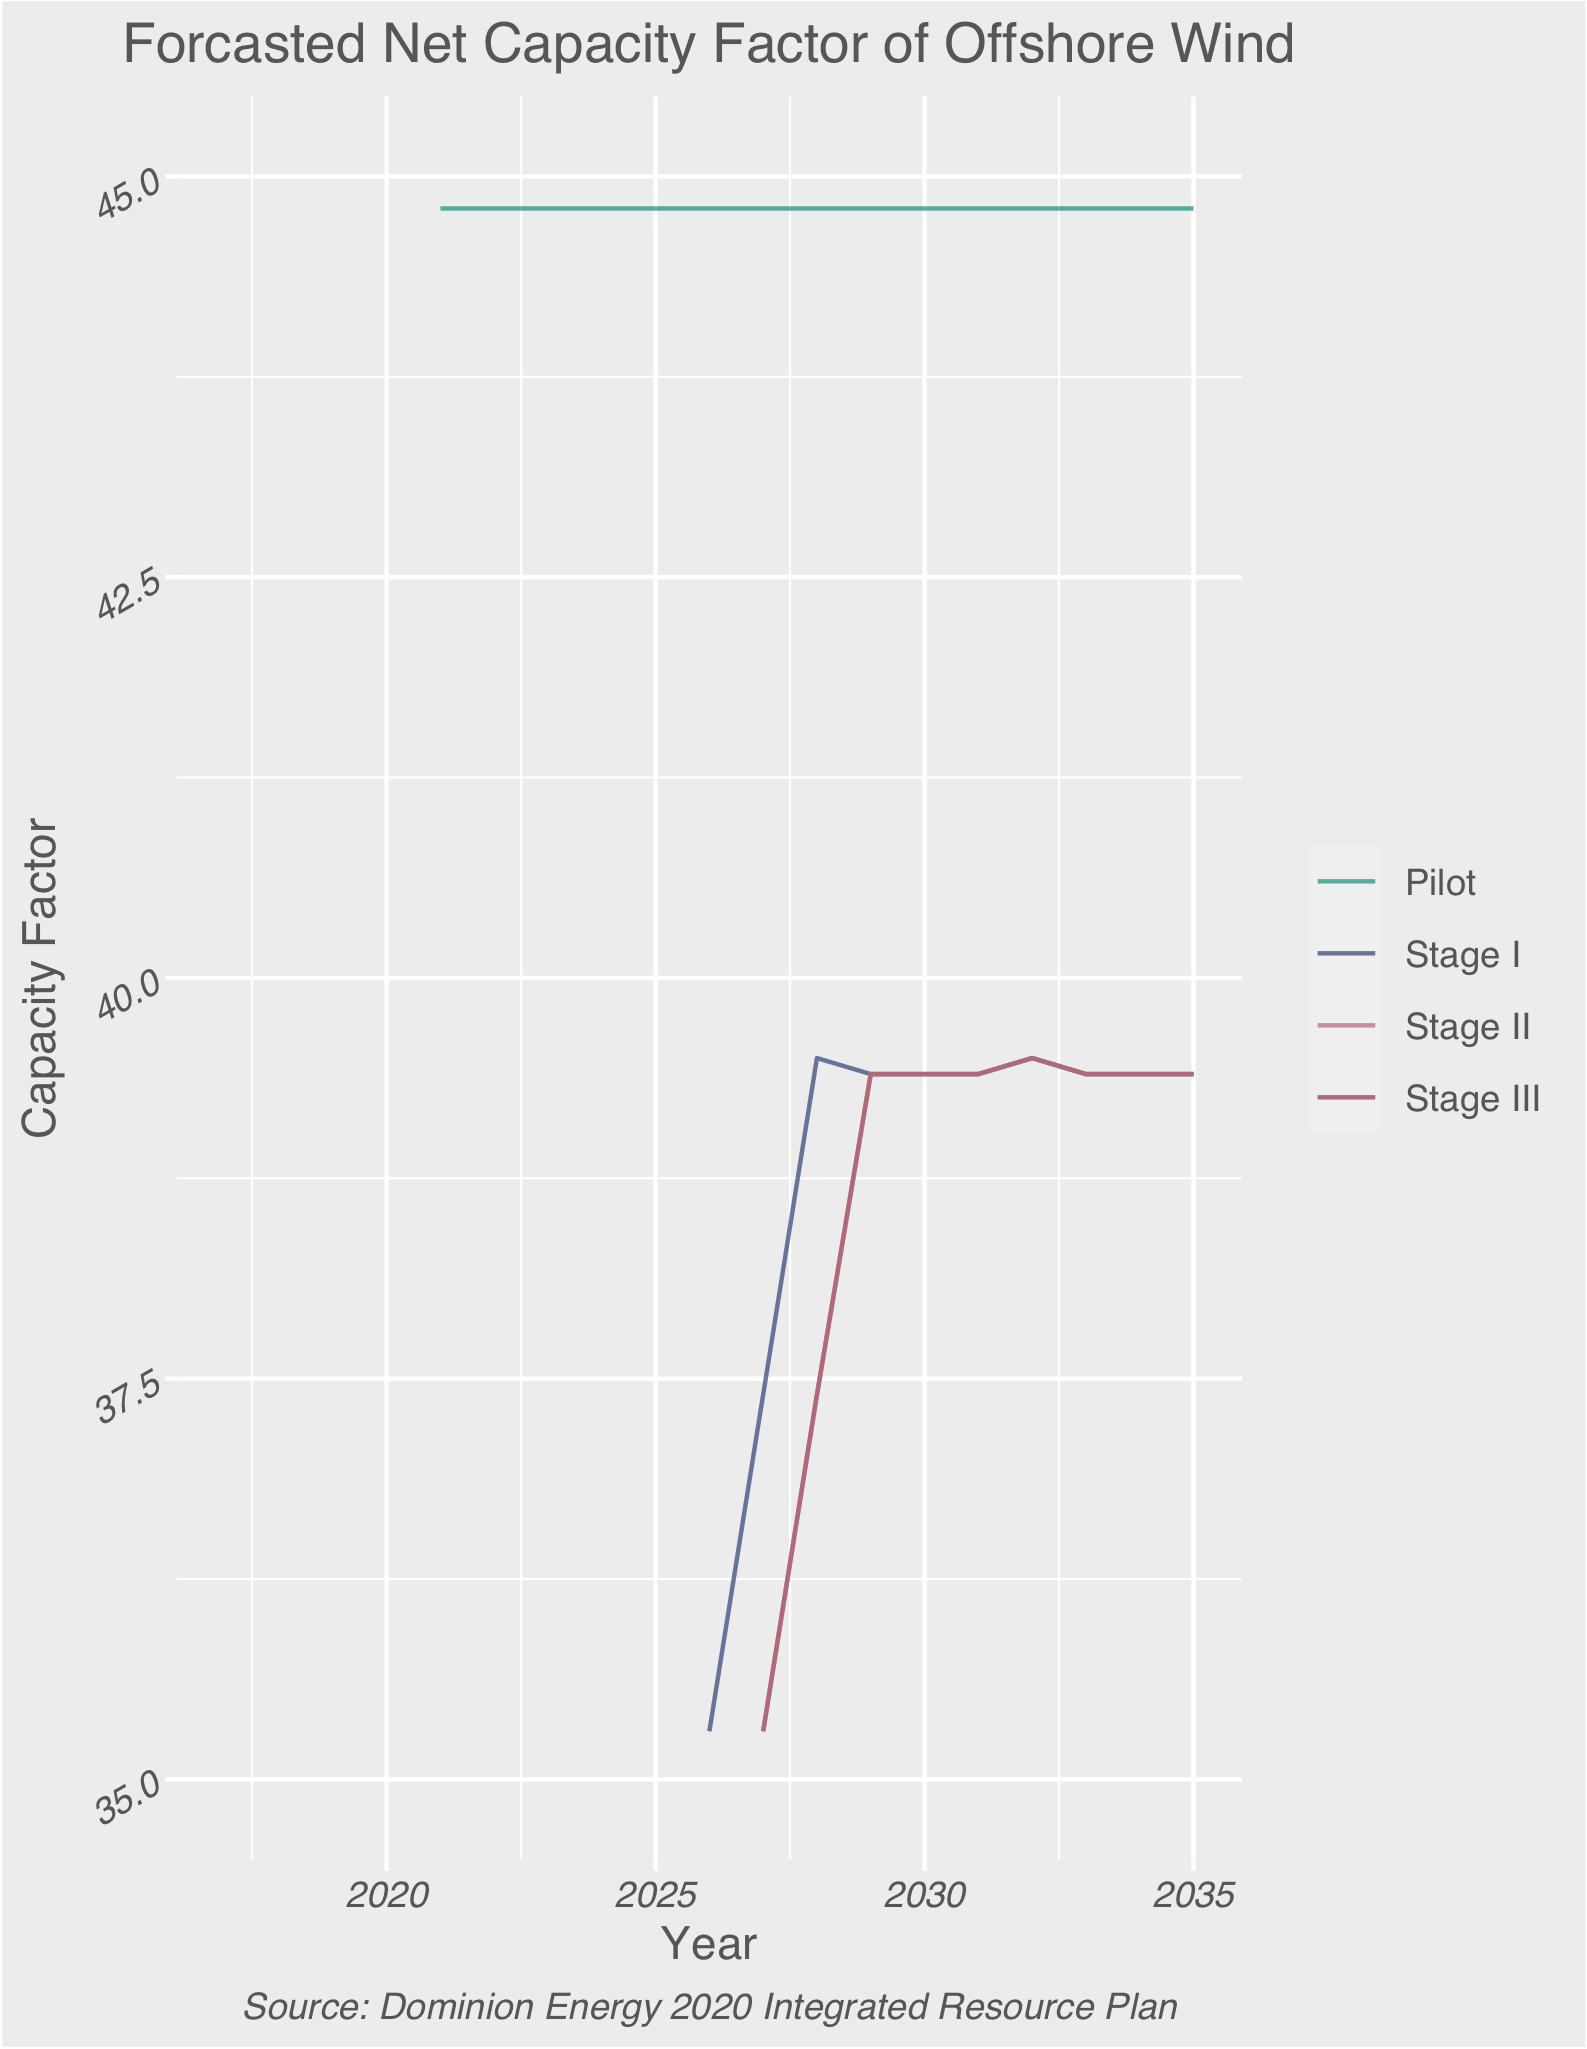 Forcasted Net Capacity Factor of Offshore Wind
45.0
42.5
40.0
37.5
35.0
Capacity Factor
2020
2025
2030
2035
Year
Pilot
Stage I
Stage II
Stage III
Source: Dominion Energy 2020 Integrated Resource Plan